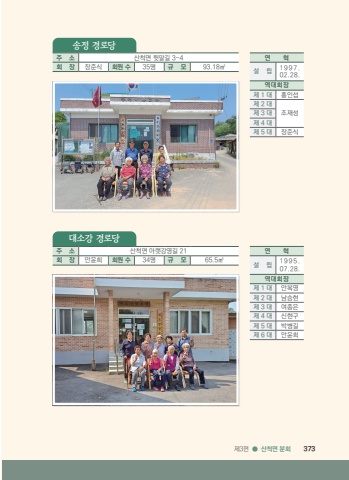 송정 경로당
주 소 산척면 윗말길 3-4
회 장 장준식 회원 수 35명 규 모 93.18㎡
연 혁
설 립 1997. 02.28.
역대회장
제 1 대 홍인섭
제 2 대
제 3 대 조재성
제 4 대
제 5 대 장준식
대소강 경로당
주 소 산척면 아랫강명길 21
회 장 안윤희 회원 수 34명 규 모 65.5㎡
연 혁
설 립 1995. 07.28.
역대회장
제 1 대 안복영
제 2 대 남승현
제 3 대 여종은
제 4 대 신현구
제 5 대 박병길
제 6 대 안윤희
제3편 ● 산척면 문화 373